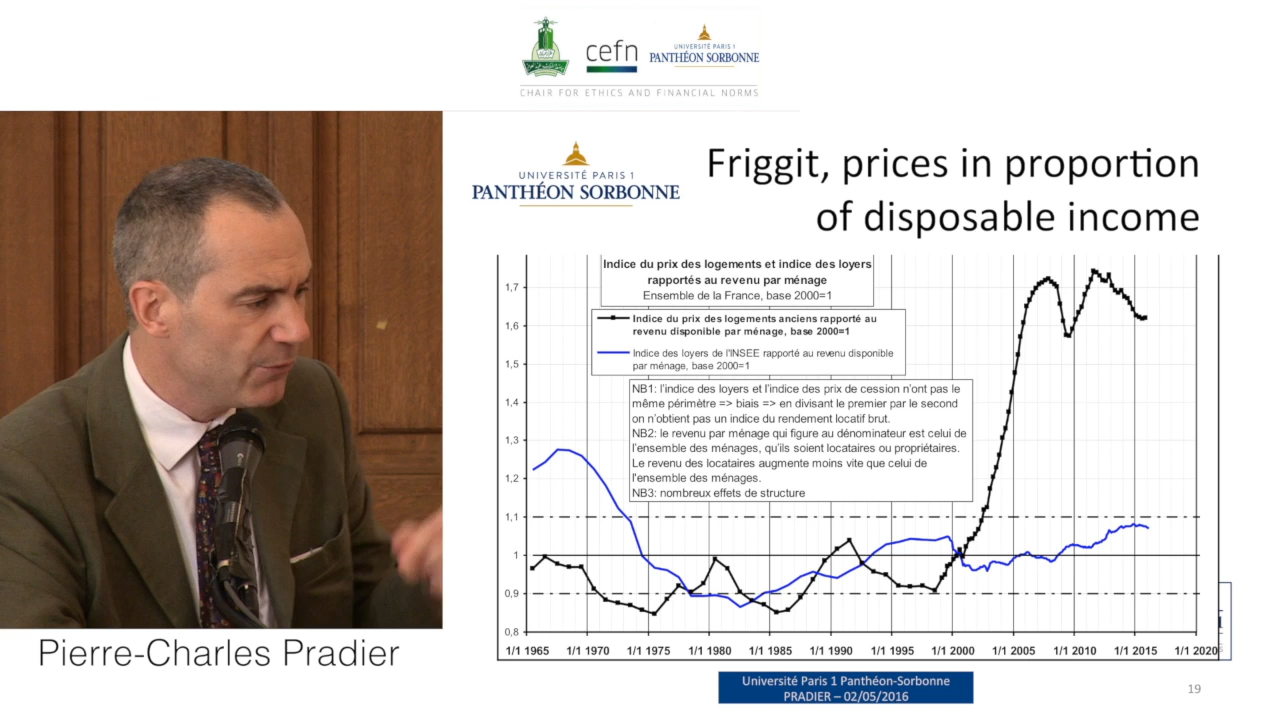 cefn
UNIVERSITÉ PARIS 1
PANTHÉON SORBONNE
CHAIR FOR ETHICS AND FINANCIAL NORMS
UNIVERSITÉ PARIS 1
PANTHÉON SORBONNE
Friggit, prices in proportion
of disposable income
Indice du prix des logements et indice des loyers
rapportés au revenu par ménage
Ensemble de la France, base 2000=1
Indice du prix des logements anciens rapporté au
revenu disponible par ménage, base 2000=1
Indice des loyers de l'INSEE rapporté au revenu disponible
par ménage, base 2000=1
NB1: l'indice des loyers et l'indice des prix de cession n'ont pas le
même périmètre => biais => en divisant le premier par le second
on n'obtient pas un indice du rendement locatif brut.
NB2: le revenu par ménage qui figure au dénominateur est celui de
l'ensemble des ménages, qu'ils soient locataires ou propriétaires.
Le revenu des locataires augmente moins vite que celui de
l'ensemble des ménages.
NB3: nombreux effets de structure
1,7
1,6
1,5
1,4
1,3
1,2
1,1
1
0,9
0,8
1/1 1965 1/1 1970 1/1 1975 1/1 1980 1/1 1985 1/1 1990 1/1 1995 1/1 2000 1/1 2005 1/1 2010 1/1 2015 1/1 2020
Pierre-Charles Pradier
Université Paris 1 Panthéon-Sorbonne
PRADIER – 02/05/2016
19